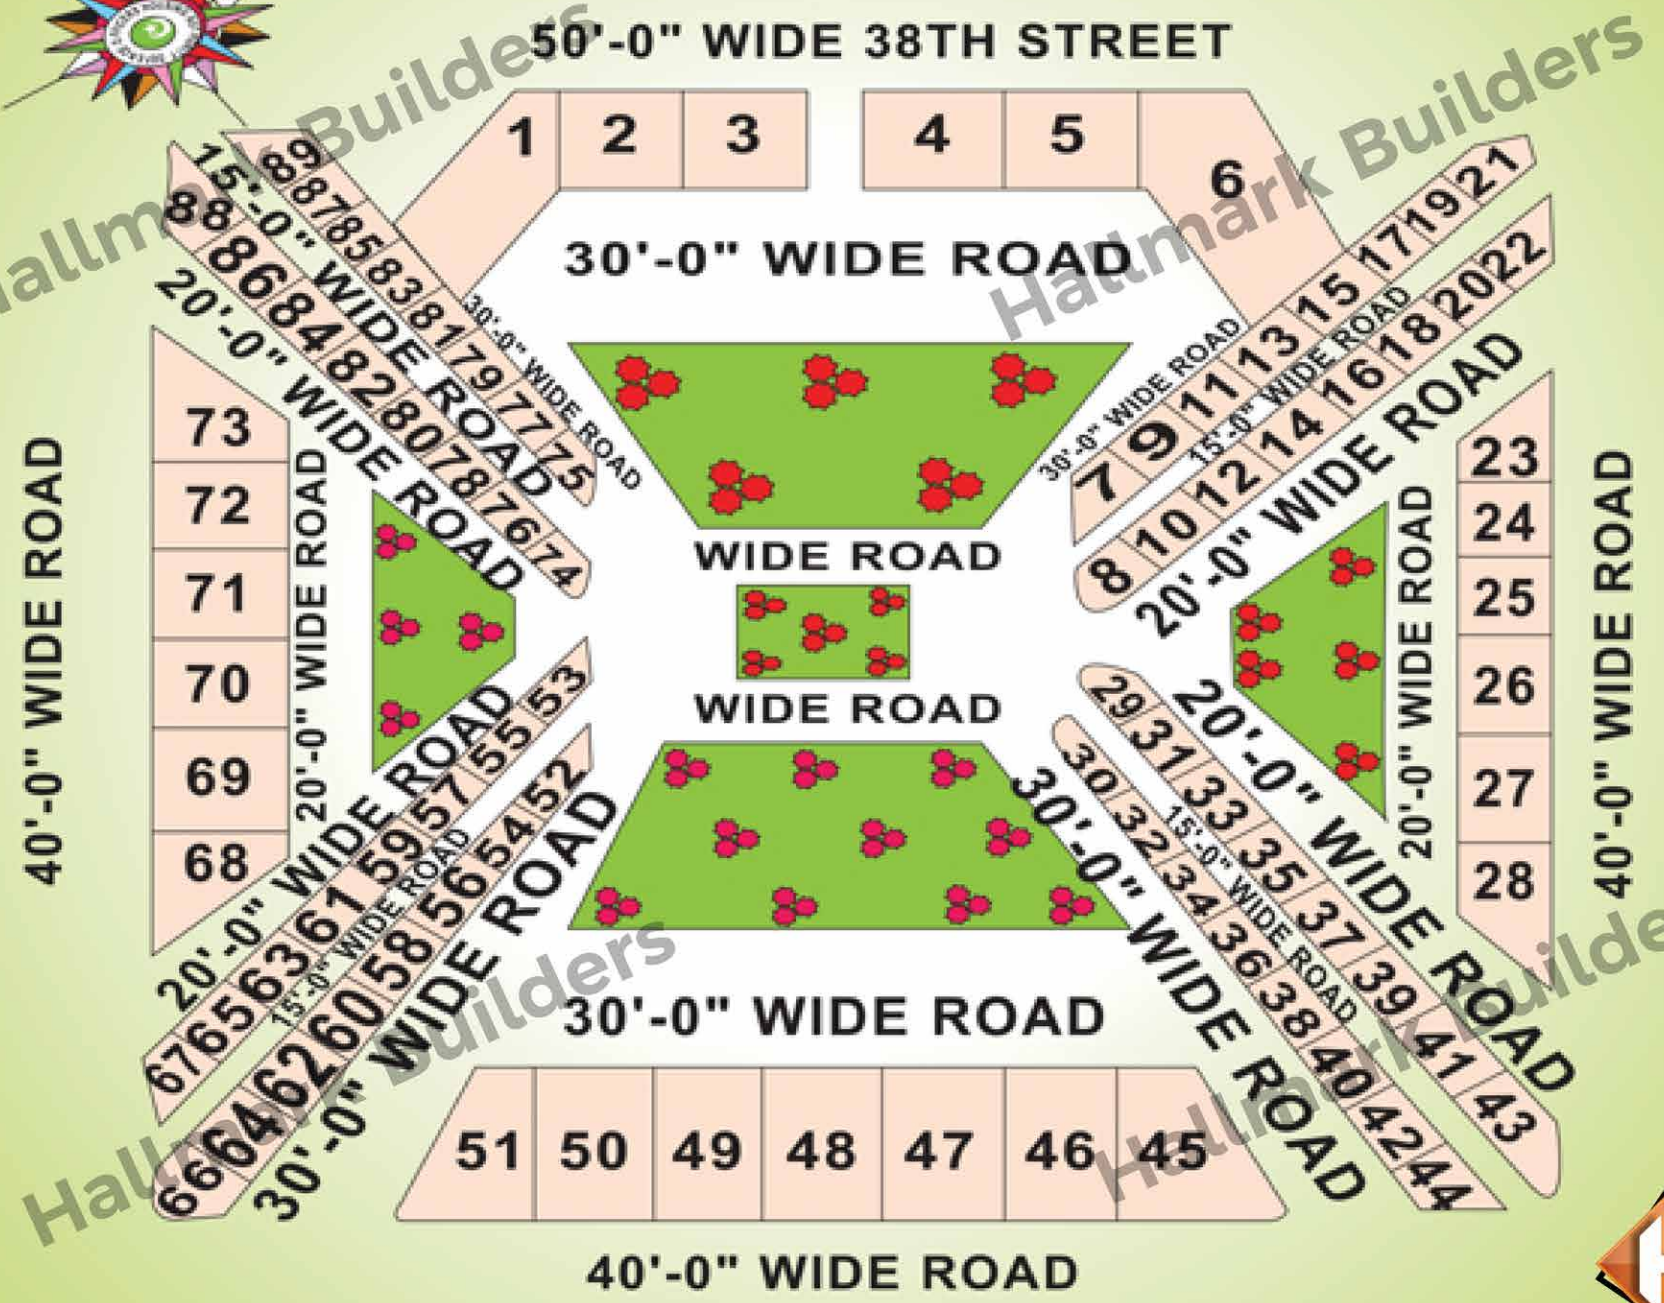 50'-0" WIDE 38TH STREET
1 2 3 4 5 6
30'-0" WIDE ROAD
89 87 85 83 81 79 77 75
15'-0" WIDE ROAD
88 86 84 82 80 78 76 74
20'-0" WIDE ROAD
30'-0" WIDE ROAD
30'-0" WIDE ROAD
7 9 11 13 15 17 19 21
15'-0" WIDE ROAD
8 10 12 14 16 18 20 22
20'-0" WIDE ROAD
40'-0" WIDE ROAD
73
72
71
70
69
68
20'-0" WIDE ROAD
WIDE ROAD
WIDE ROAD
20'-0" WIDE ROAD
23
24
25
26
27
28
40'-0" WIDE ROAD
20'-0" WIDE ROAD
67 65 63 61 59 57 55 53
15'-0" WIDE ROAD
66 64 62 60 58 56 54 52
30'-0" WIDE ROAD
20'-0" WIDE ROAD
29 31 33 35 37 39 41 43
15'-0" WIDE ROAD
30 32 34 36 38 40 42 44
30'-0" WIDE ROAD
30'-0" WIDE ROAD
51 50 49 48 47 46 45
40'-0" WIDE ROAD
Hallmark Builders
Hallmark Builders
Hallmark Builders
Hallmark Builders